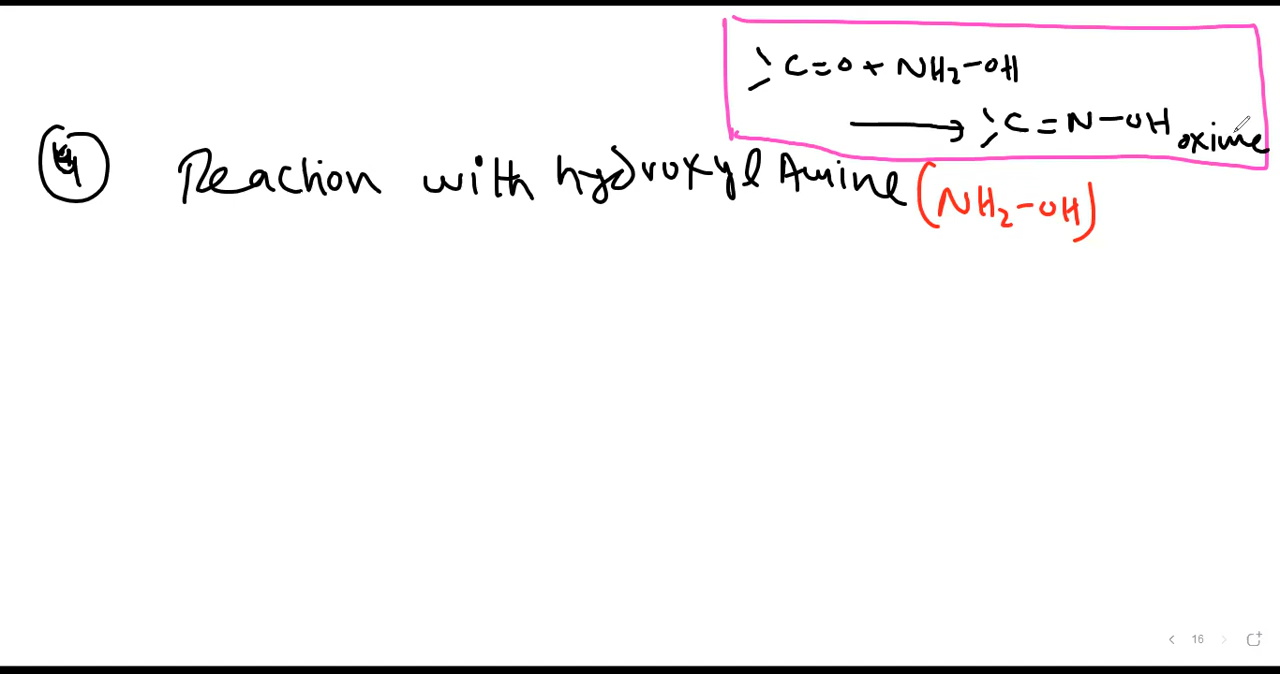 >C=O + NH₂-OH
⟶ >C=N-OH oxime
④ Reaction with hydroxyl Amine (NH₂-OH)
< 16 >